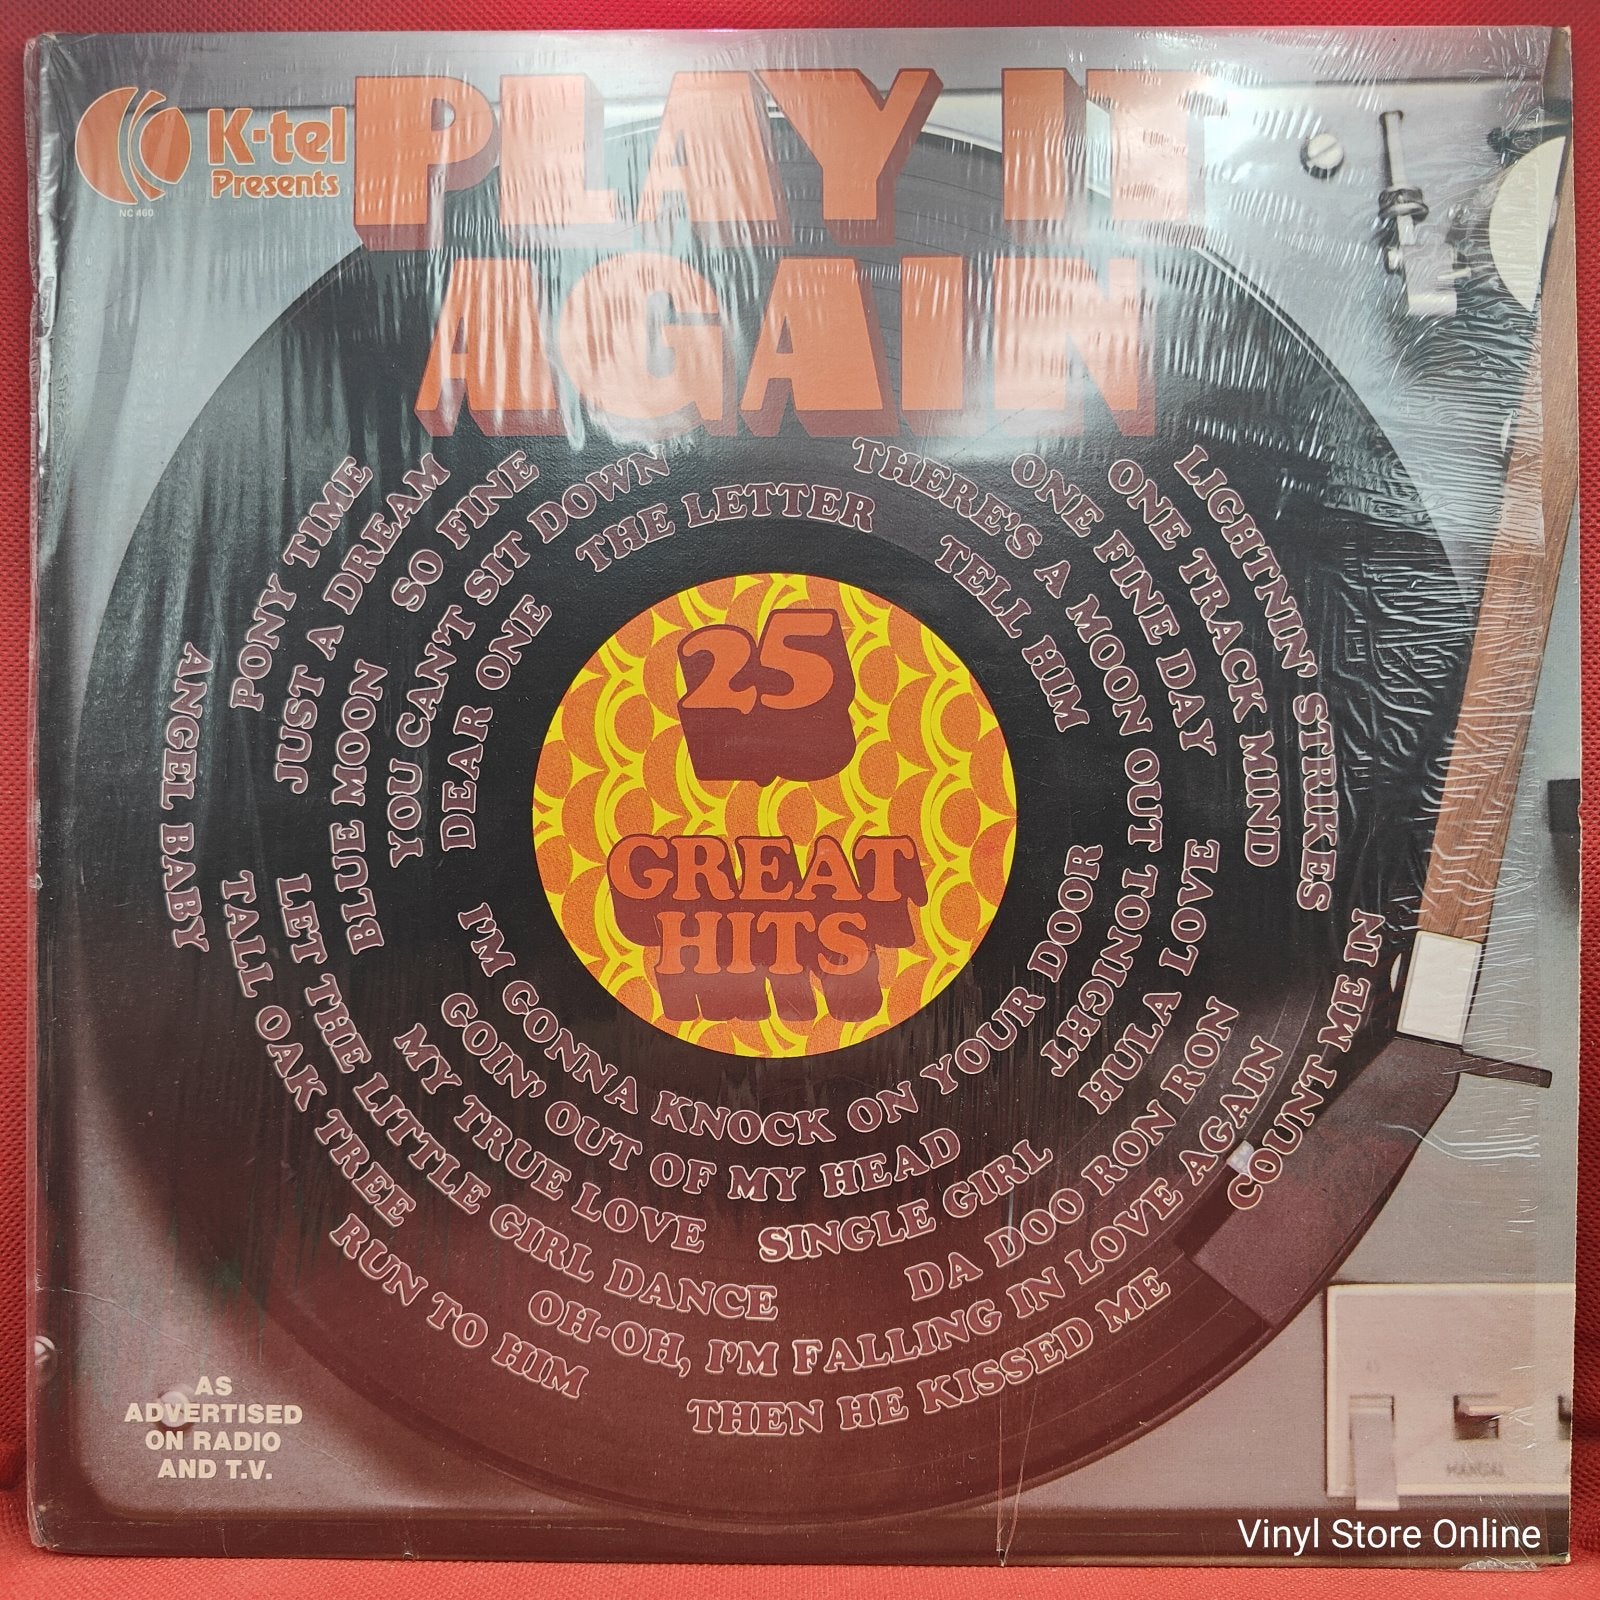 K-tel
Presents
NC 460
PLAY IT
AGAIN
25
GREAT
HITS
ANGEL BABY
PONY TIME
JUST A DREAM
SO FINE
BLUE MOON
YOU CAN'T SIT DOWN
DEAR ONE
THE LETTER
TELL HIM
THERE'S A MOON OUT TONIGHT
ONE FINE DAY
ONE TRACK MIND
LIGHTNIN' STRIKES
I'M GONNA KNOCK ON YOUR DOOR
GOIN' OUT OF MY HEAD
HULA LOVE
MY TRUE LOVE
SINGLE GIRL
LET THE LITTLE GIRL DANCE
DA DOO RON RON
TALL OAK TREE
OH-OH, I'M FALLING IN LOVE AGAIN
COUNT ME IN
RUN TO HIM
THEN HE KISSED ME
AS
ADVERTISED
ON RADIO
AND T.V.
MANUAL
Vinyl Store Online